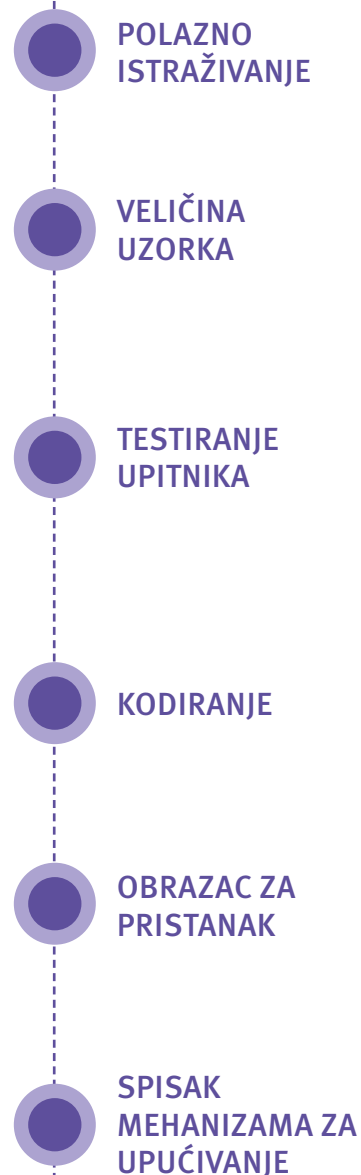 POLAZNO
ISTRAŽIVANJE
VELIČINA
UZORKA
TESTIRANJE
UPITNIKA
KODIRANJE
OBRAZAC ZA
PRISTANAK
SPISAK
MEHANIZAMA ZA
UPUĆIVANJE